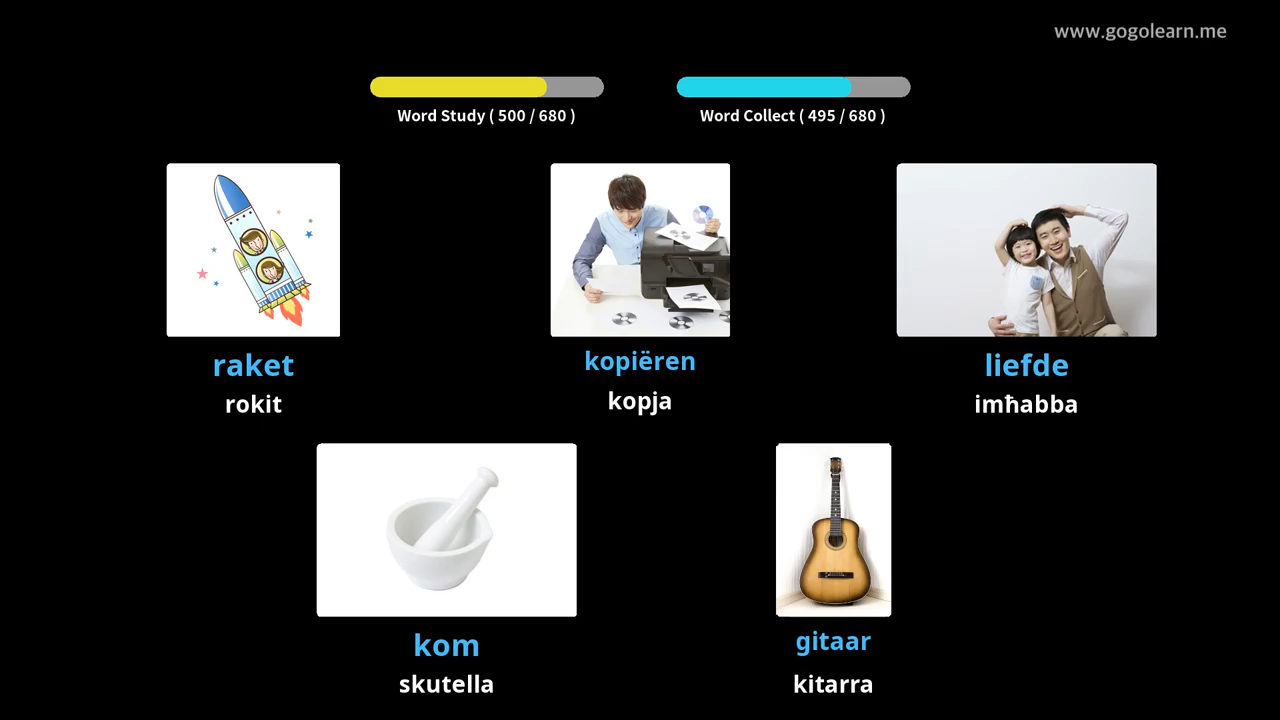 www.gogolearn.me
Word Study ( 500 / 680 )
Word Collect ( 495 / 680 )
raket
rokit
kopiëren
kopja
liefde
imħabba
kom
skutella
gitaar
kitarra